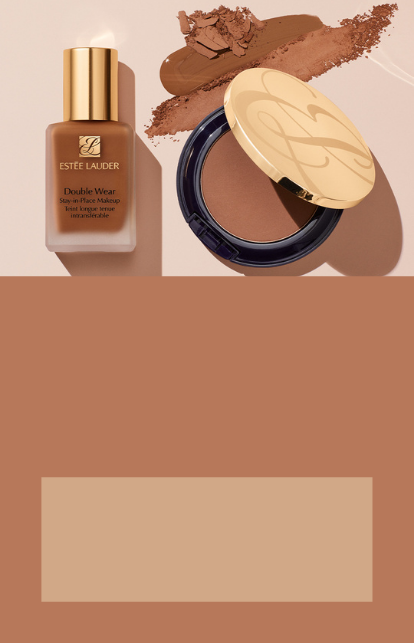 ESTĒE LAUDER
Double Wear
Stay-in-Place Makeup
Teint longue tenue
intransférable